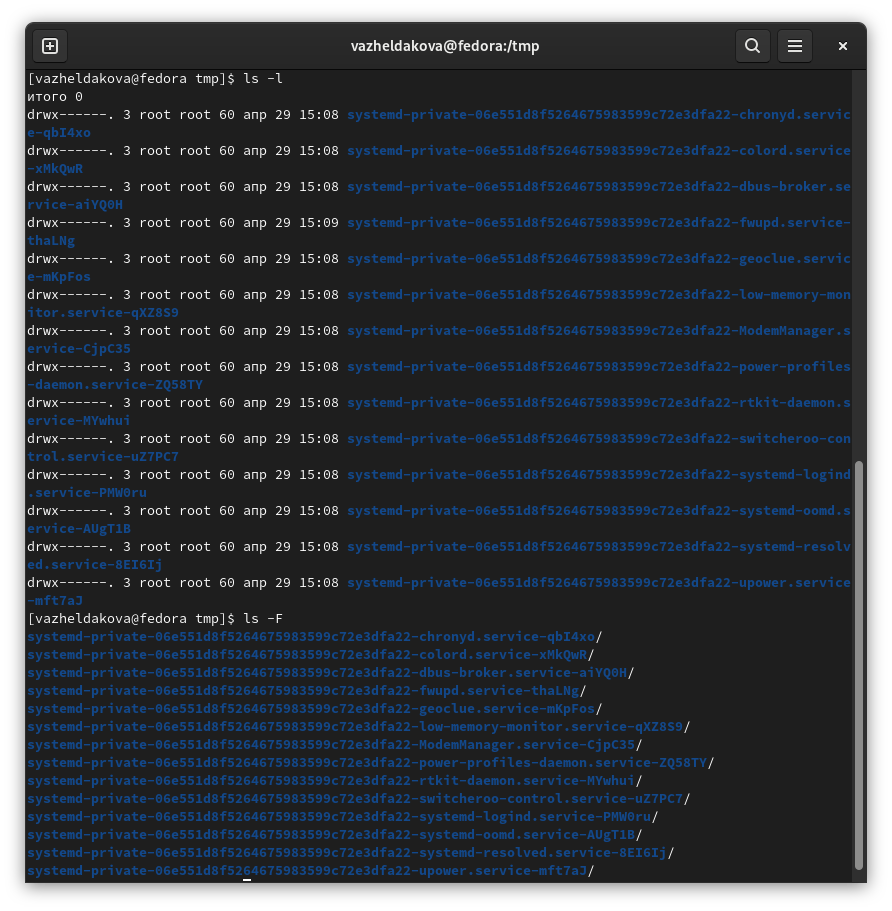 vazheldakova@fedora:/tmp
[vazheldakova@fedora tmp]$ ls -l
итого 0
drwx------. 3 root root 60 апр 29 15:08 systemd-private-06e551d8f5264675983599c72e3dfa22-chronyd.servic
e-qbI4xo
drwx------. 3 root root 60 апр 29 15:08 systemd-private-06e551d8f5264675983599c72e3dfa22-colord.service
-xMkQwR
drwx------. 3 root root 60 апр 29 15:08 systemd-private-06e551d8f5264675983599c72e3dfa22-dbus-broker.se
rvice-aiYQ0H
drwx------. 3 root root 60 апр 29 15:09 systemd-private-06e551d8f5264675983599c72e3dfa22-fwupd.service-
thaLNg
drwx------. 3 root root 60 апр 29 15:08 systemd-private-06e551d8f5264675983599c72e3dfa22-geoclue.servic
e-mKpFos
drwx------. 3 root root 60 апр 29 15:08 systemd-private-06e551d8f5264675983599c72e3dfa22-low-memory-mon
itor.service-qXZ8S9
drwx------. 3 root root 60 апр 29 15:08 systemd-private-06e551d8f5264675983599c72e3dfa22-ModemManager.s
ervice-CjpC35
drwx------. 3 root root 60 апр 29 15:08 systemd-private-06e551d8f5264675983599c72e3dfa22-power-profiles
-daemon.service-ZQ58TY
drwx------. 3 root root 60 апр 29 15:08 systemd-private-06e551d8f5264675983599c72e3dfa22-rtkit-daemon.s
ervice-MYwhui
drwx------. 3 root root 60 апр 29 15:08 systemd-private-06e551d8f5264675983599c72e3dfa22-switcheroo-con
trol.service-uZ7PC7
drwx------. 3 root root 60 апр 29 15:08 systemd-private-06e551d8f5264675983599c72e3dfa22-systemd-logind
.service-PMW0ru
drwx------. 3 root root 60 апр 29 15:08 systemd-private-06e551d8f5264675983599c72e3dfa22-systemd-oomd.s
ervice-AUgT1B
drwx------. 3 root root 60 апр 29 15:08 systemd-private-06e551d8f5264675983599c72e3dfa22-systemd-resolv
ed.service-8EI6Ij
drwx------. 3 root root 60 апр 29 15:08 systemd-private-06e551d8f5264675983599c72e3dfa22-upower.service
-mft7aJ
[vazheldakova@fedora tmp]$ ls -F
systemd-private-06e551d8f5264675983599c72e3dfa22-chronyd.service-qbI4xo/
systemd-private-06e551d8f5264675983599c72e3dfa22-colord.service-xMkQwR/
systemd-private-06e551d8f5264675983599c72e3dfa22-dbus-broker.service-aiYQ0H/
systemd-private-06e551d8f5264675983599c72e3dfa22-fwupd.service-thaLNg/
systemd-private-06e551d8f5264675983599c72e3dfa22-geoclue.service-mKpFos/
systemd-private-06e551d8f5264675983599c72e3dfa22-low-memory-monitor.service-qXZ8S9/
systemd-private-06e551d8f5264675983599c72e3dfa22-ModemManager.service-CjpC35/
systemd-private-06e551d8f5264675983599c72e3dfa22-power-profiles-daemon.service-ZQ58TY/
systemd-private-06e551d8f5264675983599c72e3dfa22-rtkit-daemon.service-MYwhui/
systemd-private-06e551d8f5264675983599c72e3dfa22-switcheroo-control.service-uZ7PC7/
systemd-private-06e551d8f5264675983599c72e3dfa22-systemd-logind.service-PMW0ru/
systemd-private-06e551d8f5264675983599c72e3dfa22-systemd-oomd.service-AUgT1B/
systemd-private-06e551d8f5264675983599c72e3dfa22-systemd-resolved.service-8EI6Ij/
systemd-private-06e551d8f5264675983599c72e3dfa22-upower.service-mft7aJ/